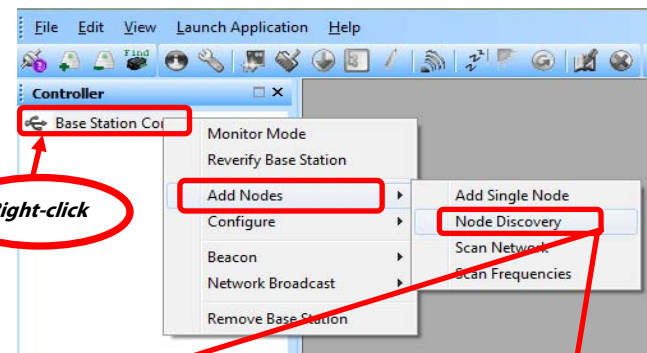 File Edit View Launch Application Help
Find
z z²
Controller
Base Station Co
Monitor Mode
Reverify Base Station
Add Nodes
Add Single Node
Right-click
Configure
Node Discovery
Scan Network
Beacon
Scan Frequencies
Network Broadcast
Remove Base Station